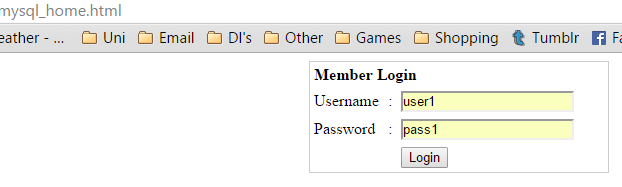 mysql_home.html
eather - ... Uni Email DI's Other Games Shopping Tumblr Fa
Member Login
Username : user1
Password : pass1
Login